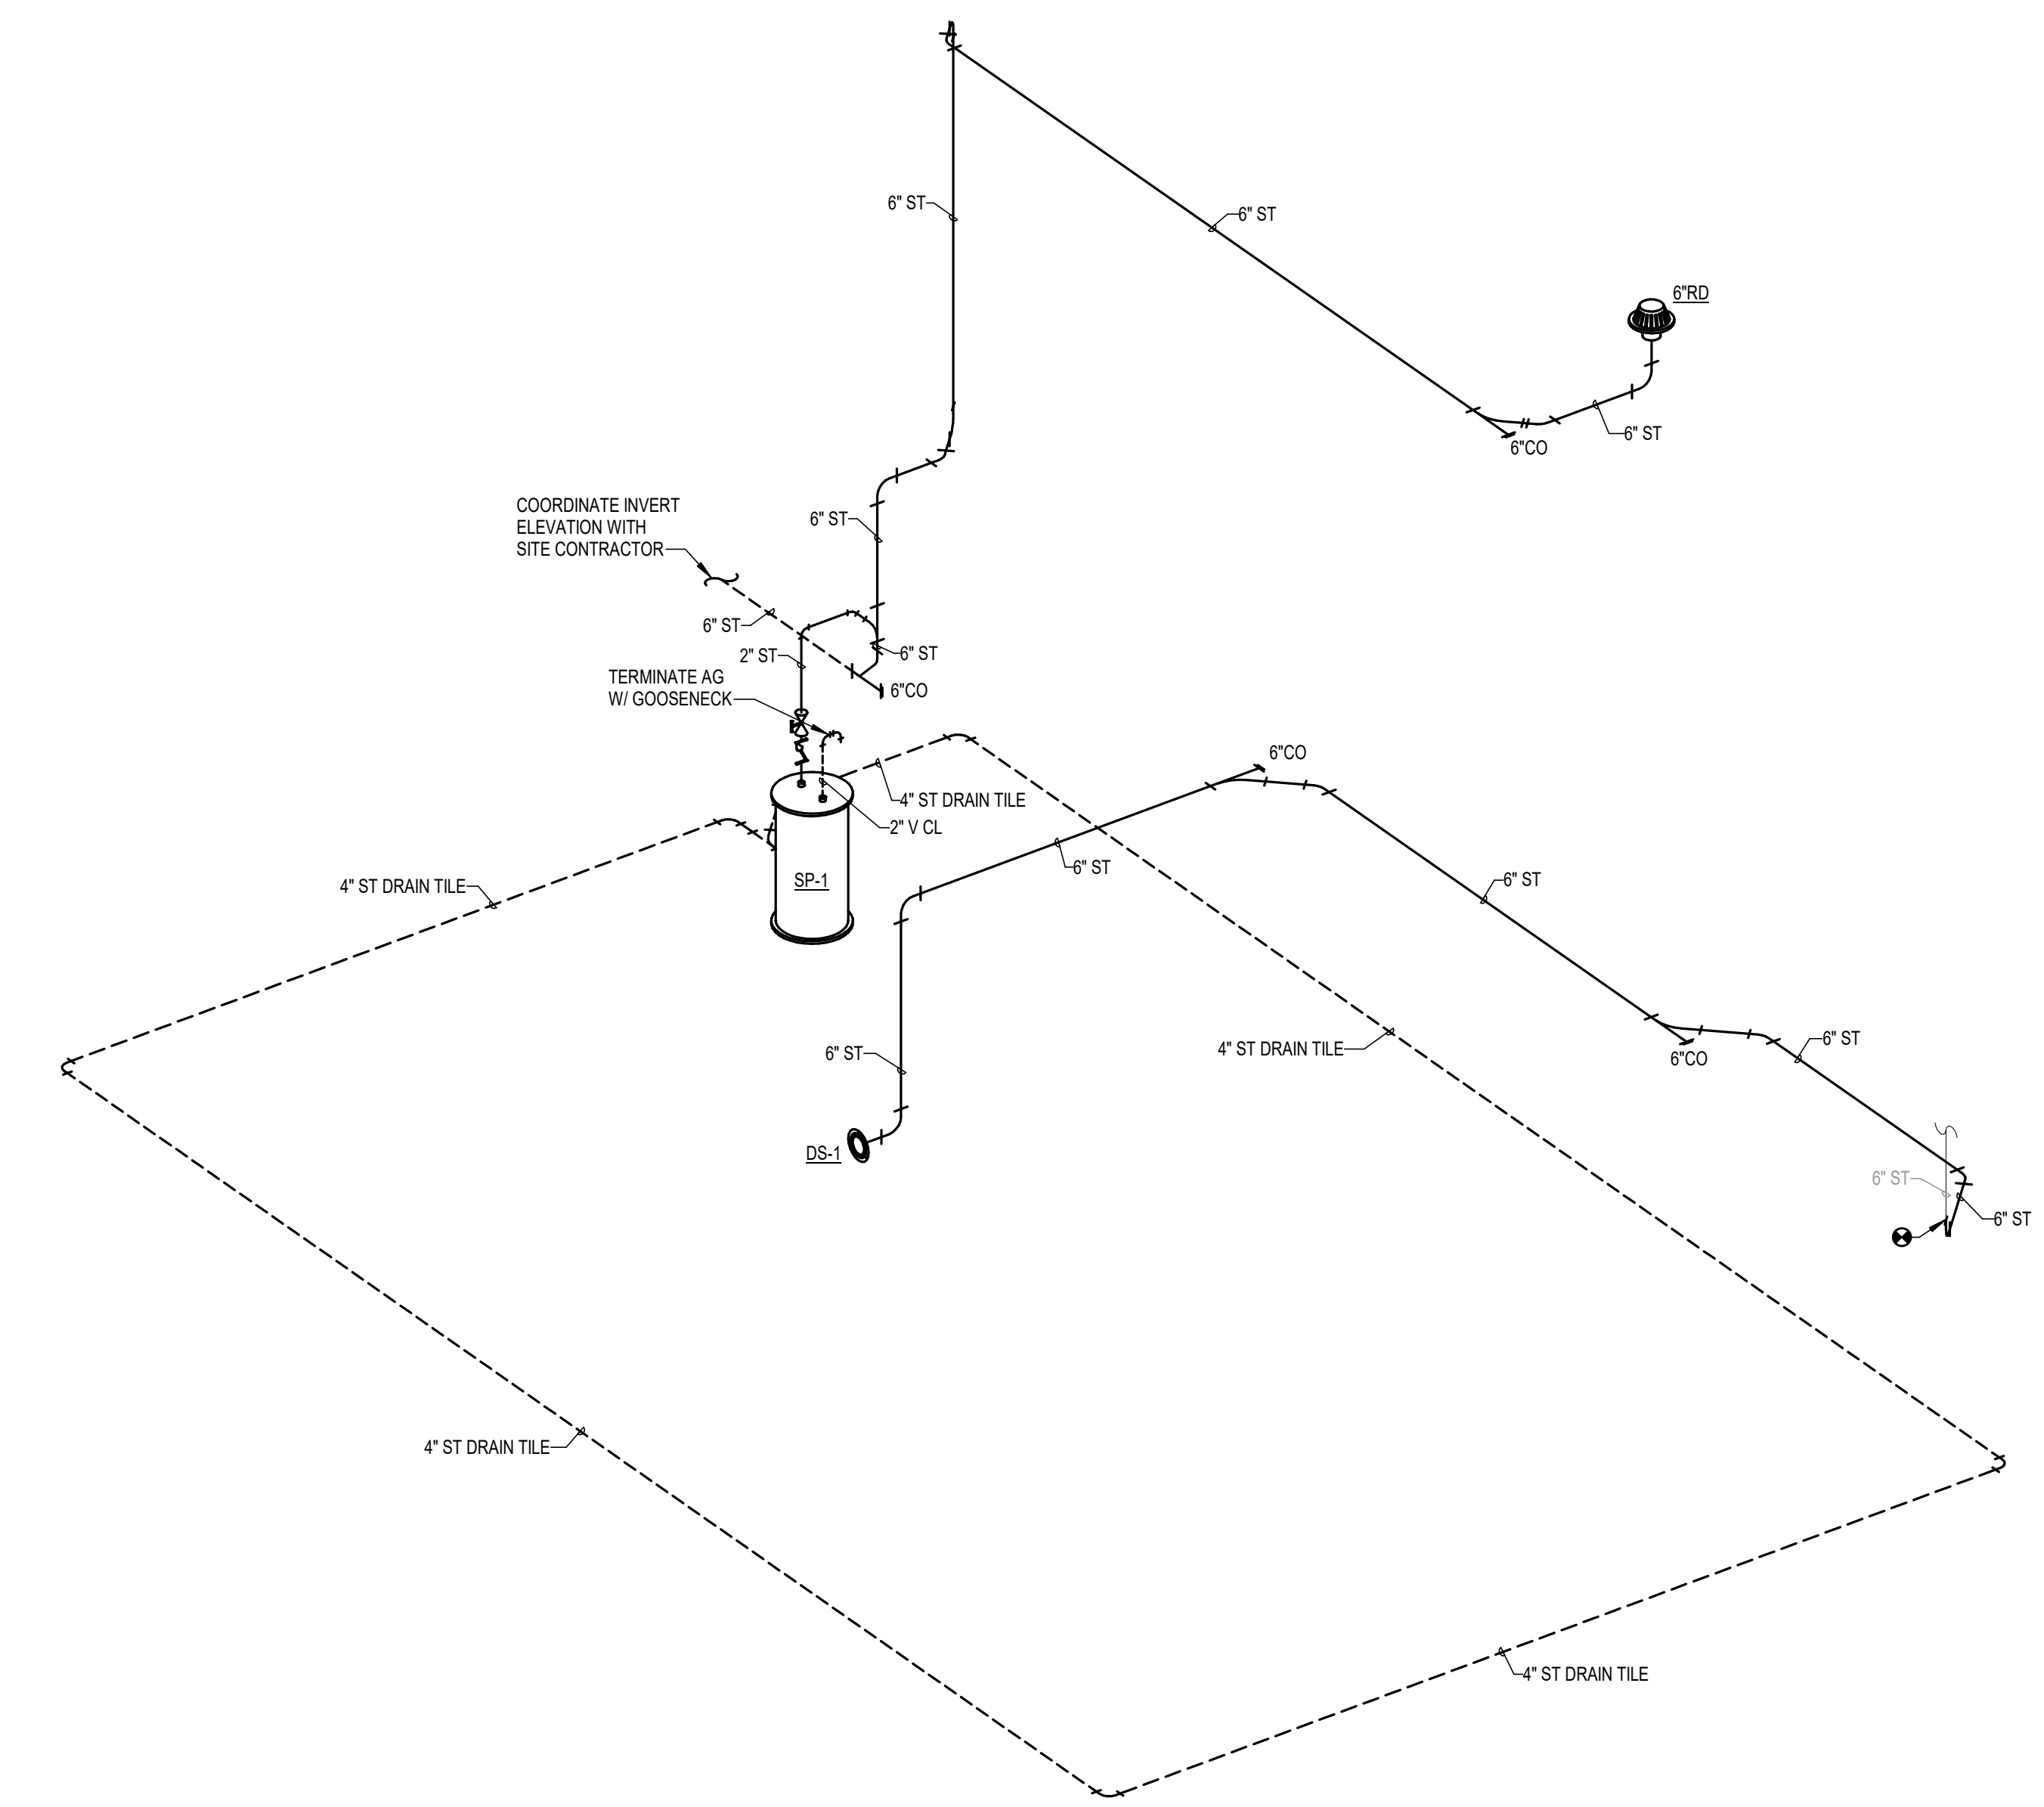 6" ST
6" ST
6"RD
6" ST
6"CO
COORDINATE INVERT
ELEVATION WITH
SITE CONTRACTOR
6" ST
6" ST
2" ST
6" ST
TERMINATE AG
W/ GOOSENECK
6"CO
6"CO
4" ST DRAIN TILE
2" V CL
6" ST
SP-1
4" ST DRAIN TILE
6" ST
6" ST
4" ST DRAIN TILE
6"CO
6" ST
DS-1
6" ST
6" ST
4" ST DRAIN TILE
4" ST DRAIN TILE